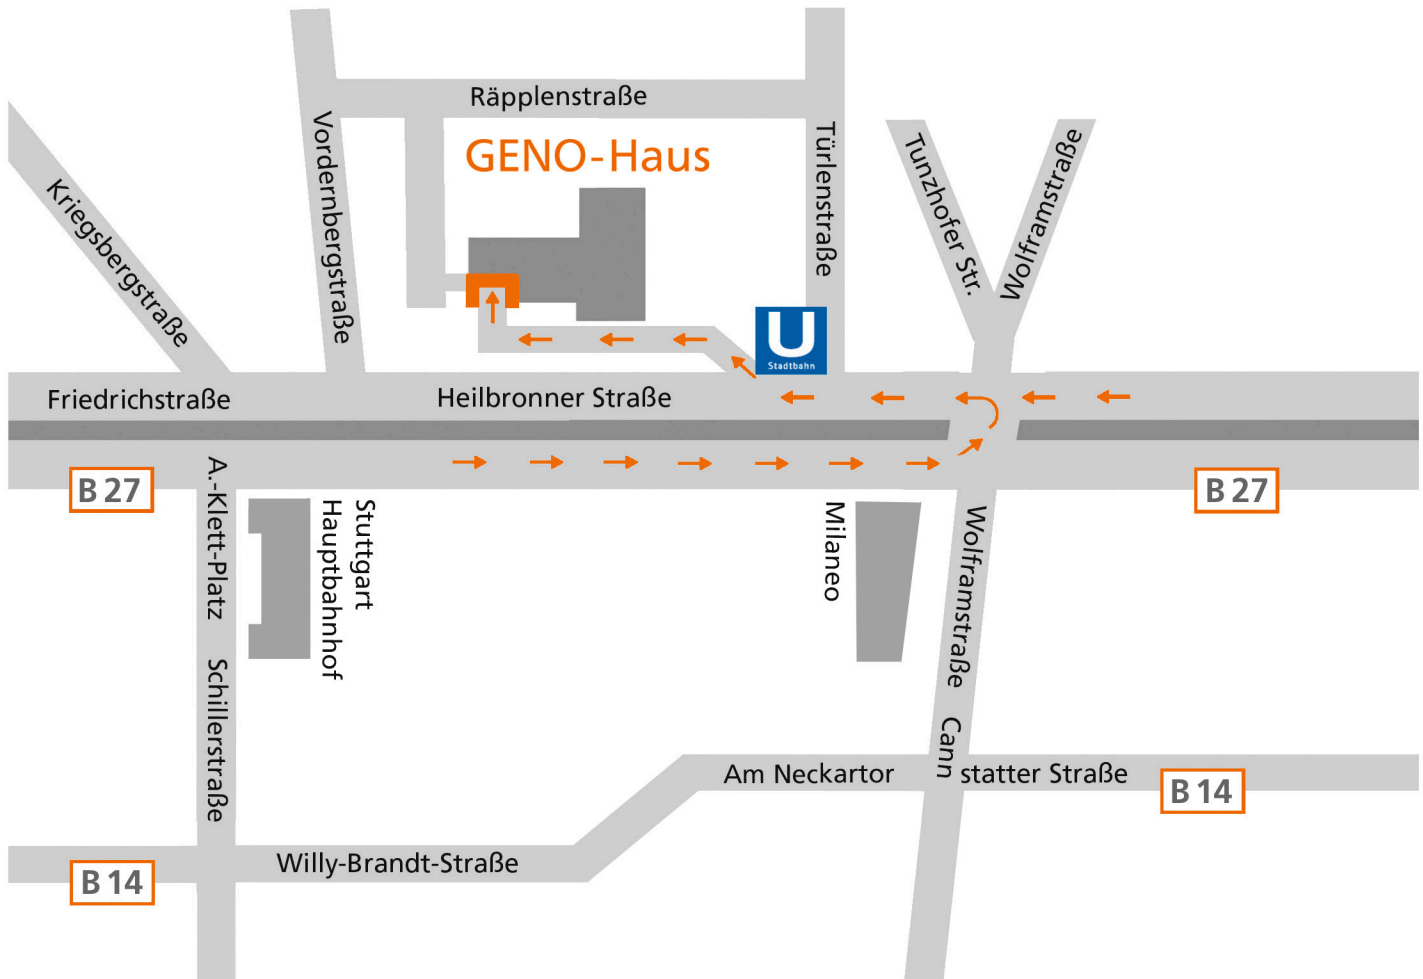 Räpplenstraße
GENO-Haus
Vordernbergstraße
Türlenstraße
Tunzhofer Str.
Wolframstraße
Kriegsbergstraße
U
Stadtbahn
Friedrichstraße
Heilbronner Straße
B 27
B 27
A.-Klett-Platz
Stuttgart
Hauptbahnhof
Milaneo
Wolframstraße
Schillerstraße
Am Neckartor
Cann
statter Straße
B 14
Willy-Brandt-Straße
B 14